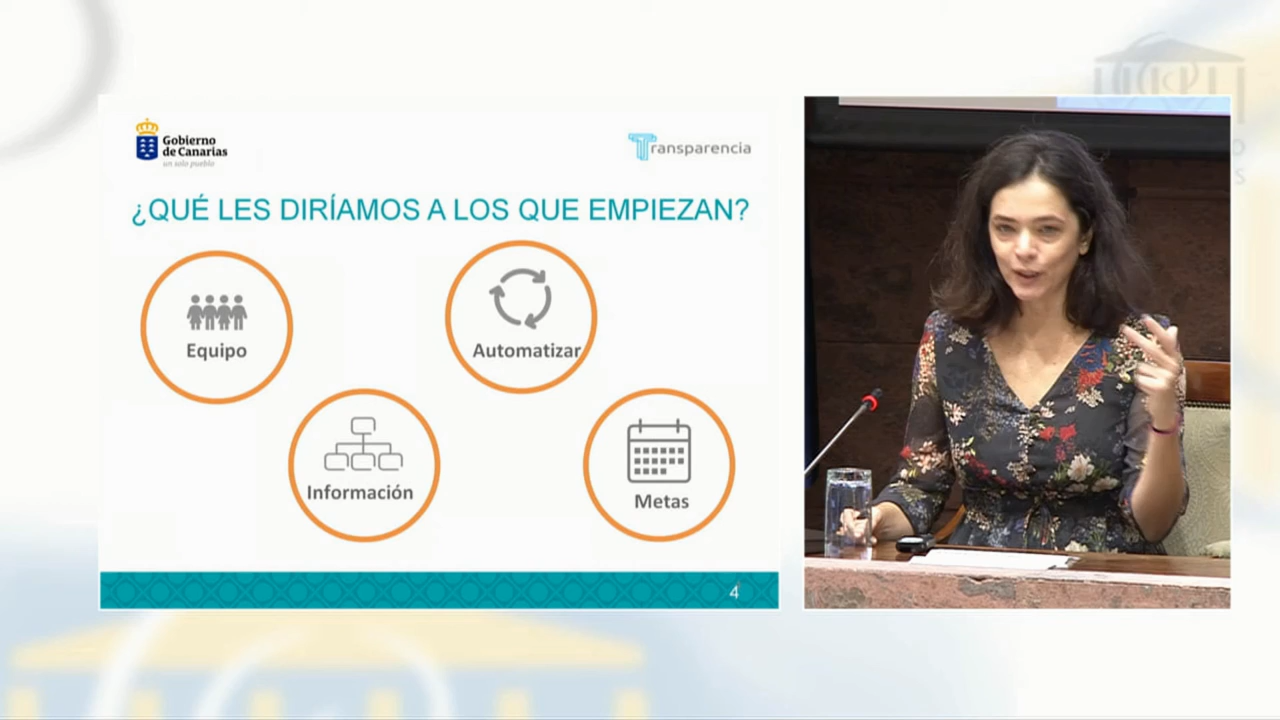 Gobierno
de Canarias
un solo pueblo
Transparencia
¿QUÉ LES DIRÍAMOS A LOS QUE EMPIEZAN?
Equipo
Automatizar
Información
Metas
4